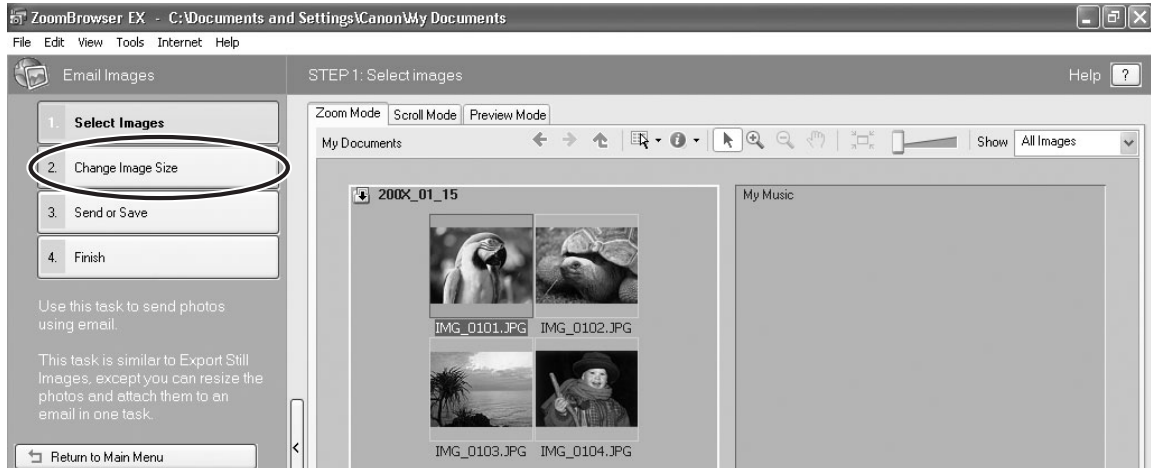 ZoomBrowser EX - C:\Documents and Settings\Canon\My Documents
File Edit View Tools Internet Help
Email Images
STEP 1: Select images
Help ?
1. Select Images
2. Change Image Size
3. Send or Save
4. Finish
Use this task to send photos
using email.
This task is similar to Export Still
Images, except you can resize the
photos and attach them to an
email in one task.
Return to Main Menu
Zoom Mode Scroll Mode Preview Mode
My Documents
Show All Images
200X_01_15
My Music
IMG_0101.JPG IMG_0102.JPG
IMG_0103.JPG IMG_0104.JPG